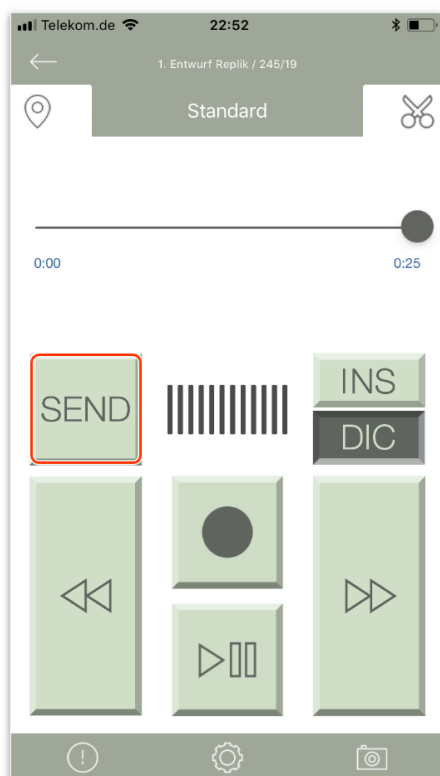 Telekom.de 22:52
1. Entwurf Replik / 245/19
Standard
0:00 0:25
SEND
INS
DIC